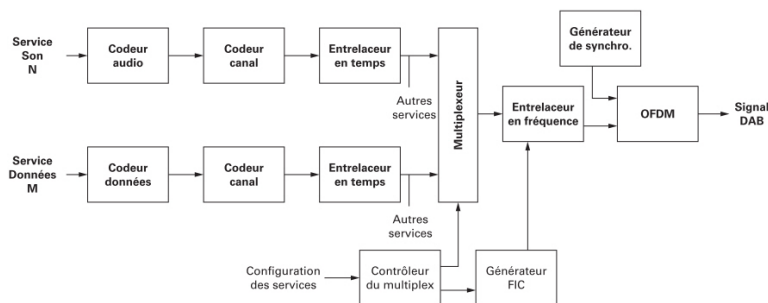 Générateur
de synchro.
Service
Son
N
Codeur
audio
Codeur
canal
Entrelaceur
en temps
Autres
services
Multiplexeur
Entrelaceur
en fréquence
OFDM
Signal
DAB
Service
Données
M
Codeur
données
Codeur
canal
Entrelaceur
en temps
Autres
services
Configuration
des services
Contrôleur
du multiplex
Générateur
FIC